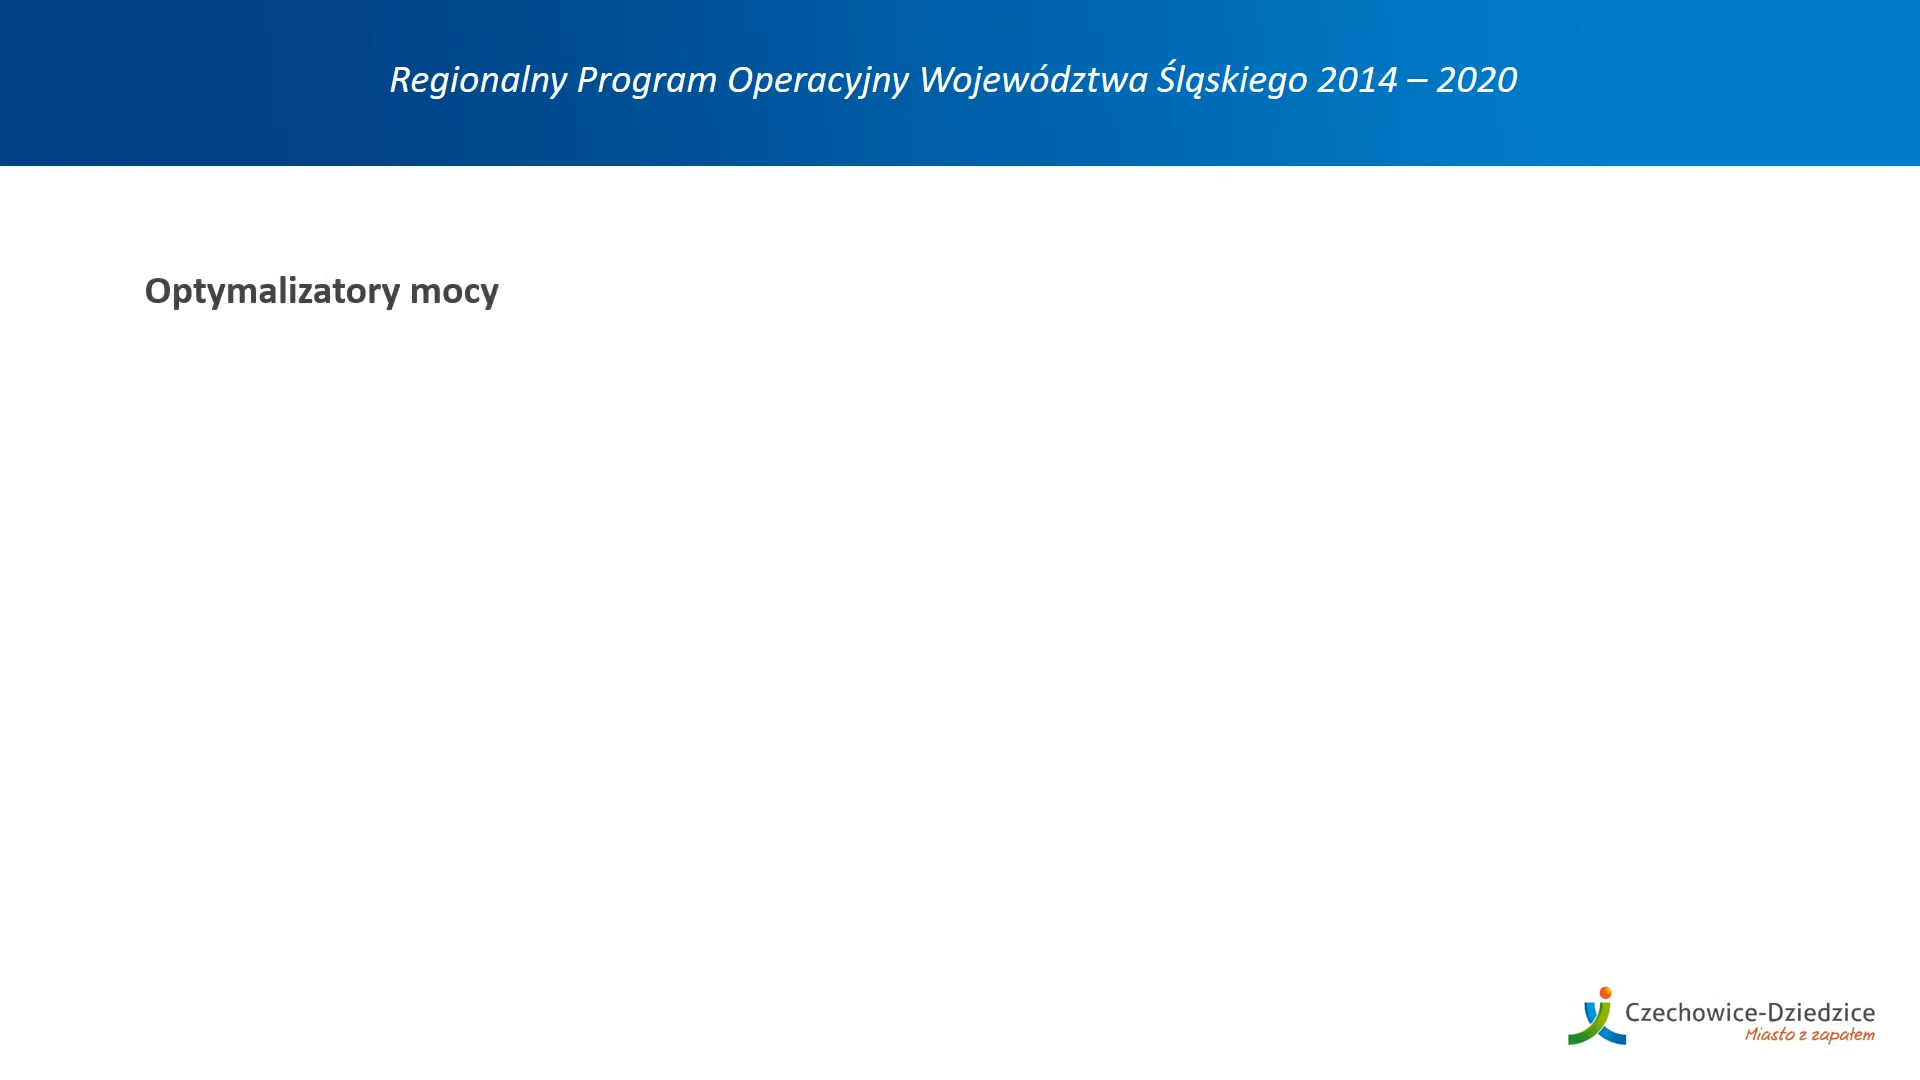 Regionalny Program Operacyjny Województwa Śląskiego 2014 – 2020
Optymalizatory mocy
Czechowice-Dziedzice
Miasto z zapałem